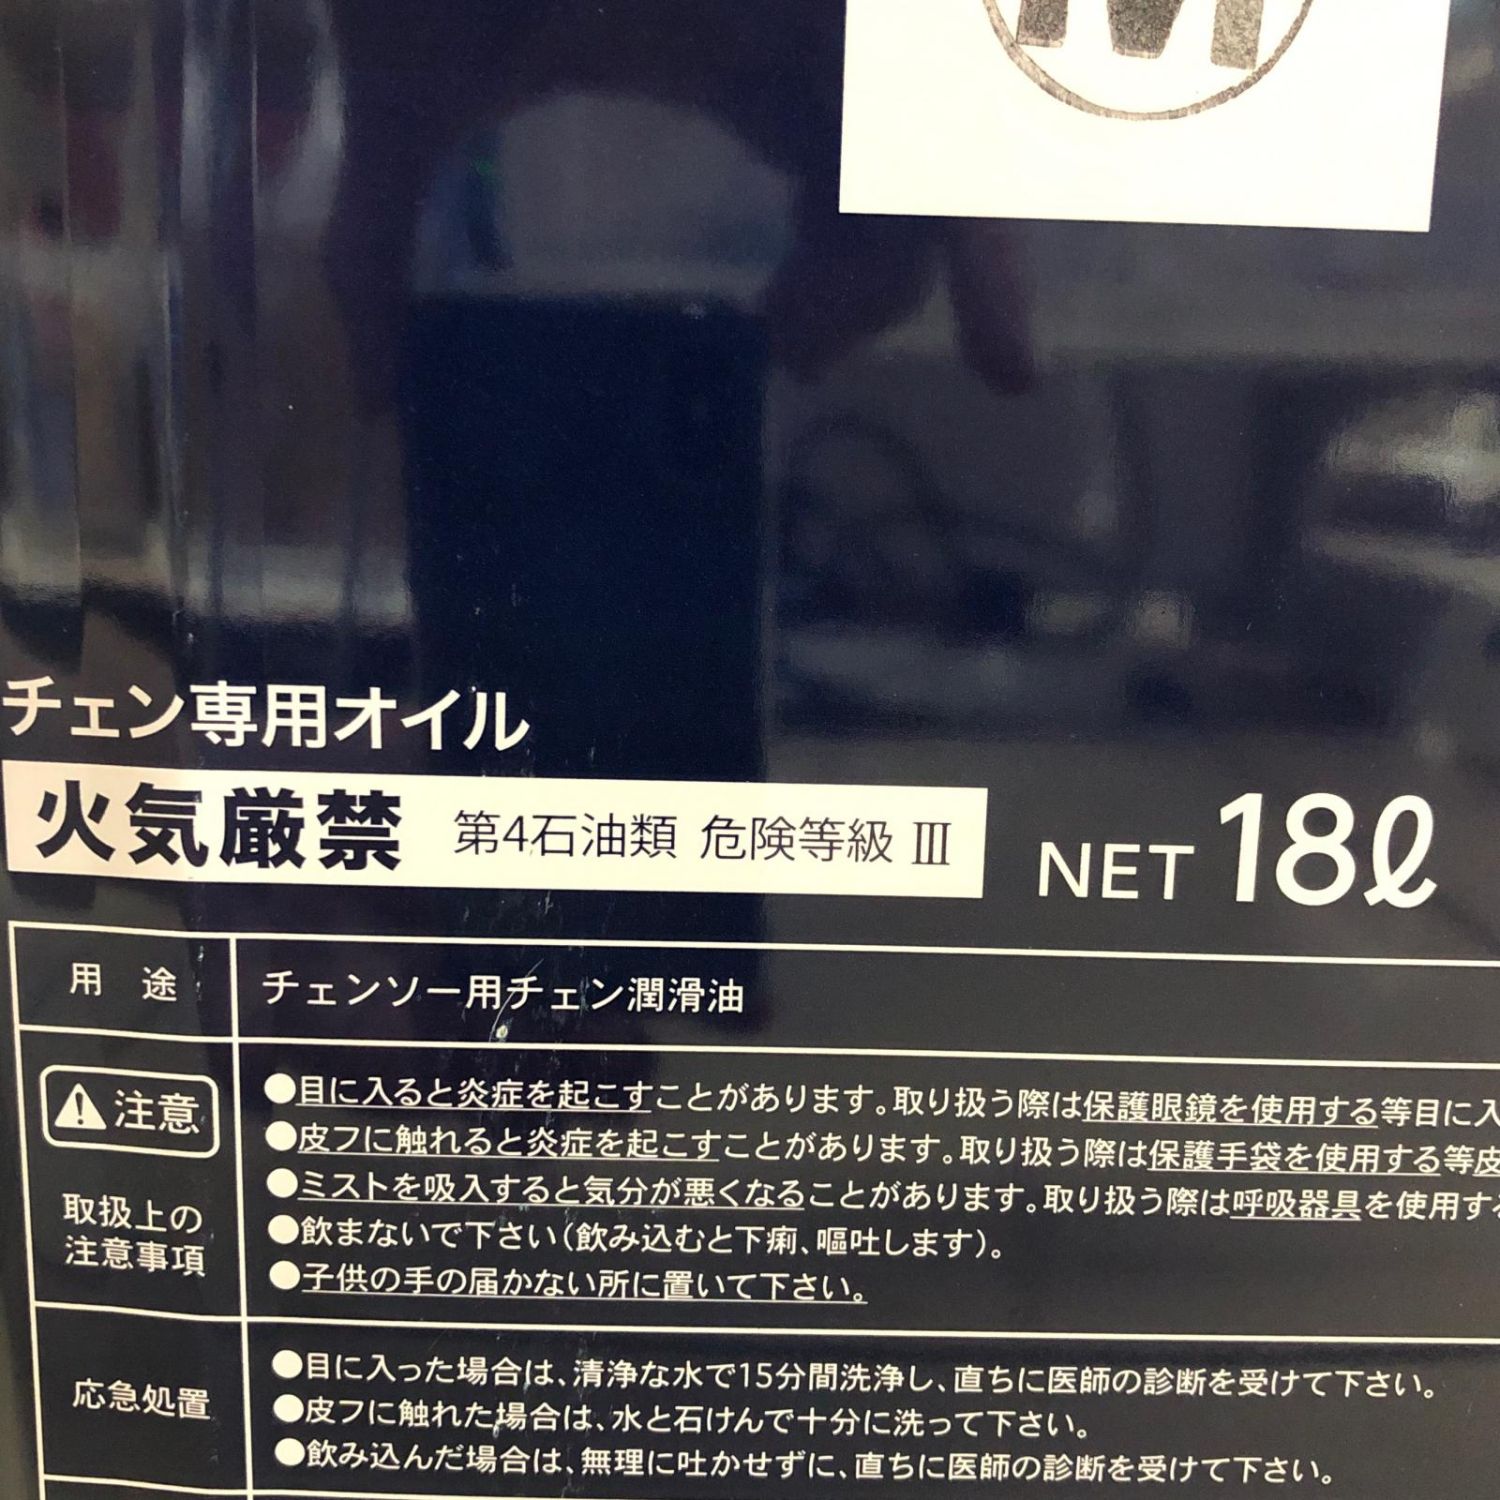 M
チェン専用オイル
火気厳禁 第4石油類 危険等級 Ⅲ
NET 18ℓ
用 途
チェンソー用チェン潤滑油
注意
取扱上の
注意事項
●目に入ると炎症を起こすことがあります。取り扱う際は保護眼鏡を使用する等目に入
●皮フに触れると炎症を起こすことがあります。取り扱う際は保護手袋を使用する等皮
●ミストを吸入すると気分が悪くなることがあります。取り扱う際は呼吸器具を使用する
●飲まないで下さい(飲み込むと下痢、嘔吐します)。
●子供の手の届かない所に置いて下さい。
応急処置
●目に入った場合は、清浄な水で15分間洗浄し、直ちに医師の診断を受けて下さい。
●皮フに触れた場合は、水と石けんで十分に洗って下さい。
●飲み込んだ場合は、無理に吐かせずに、直ちに医師の診断を受けて下さい。